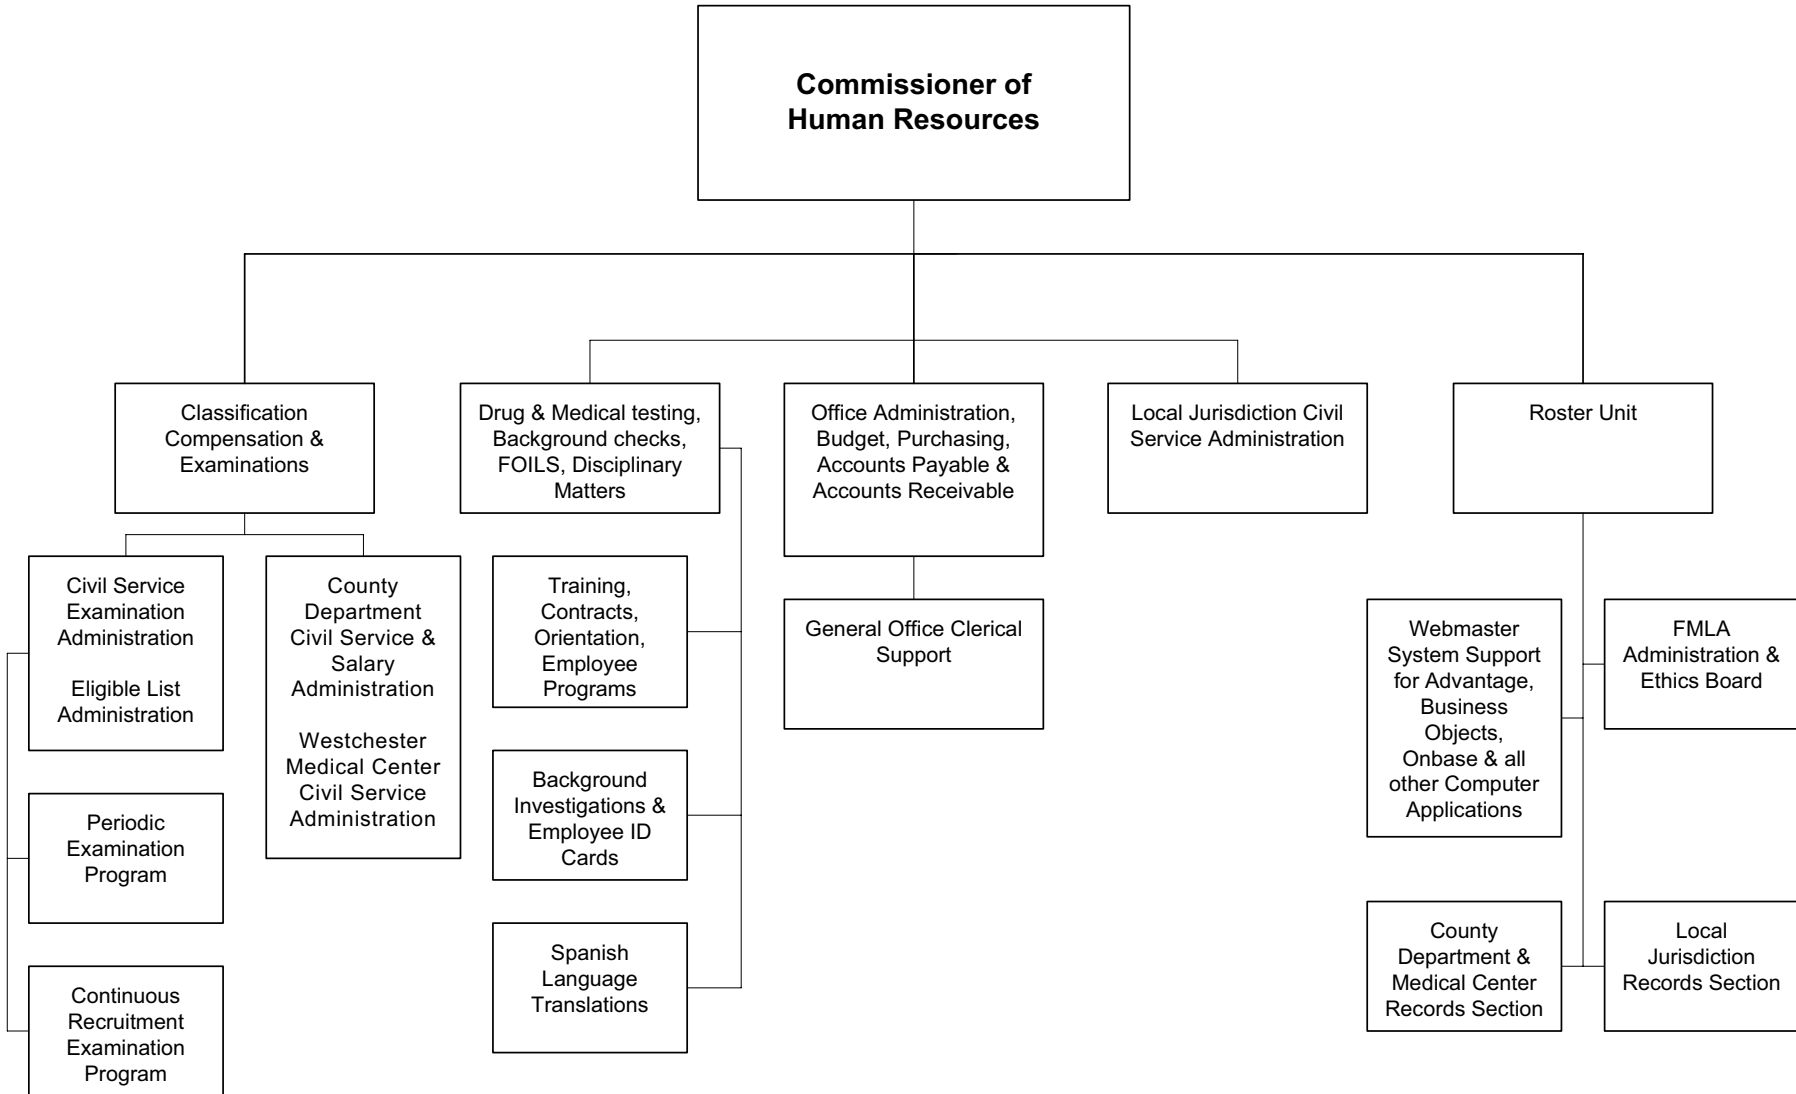 Commissioner of
Human Resources
Classification
Compensation &
Examinations
Drug & Medical testing,
Background checks,
FOILS, Disciplinary
Matters
Office Administration,
Budget, Purchasing,
Accounts Payable &
Accounts Receivable
Local Jurisdiction Civil
Service Administration
Roster Unit
Civil Service
Examination
Administration
Eligible List
Administration
County
Department
Civil Service &
Salary
Administration
Westchester
Medical Center
Civil Service
Administration
Training,
Contracts,
Orientation,
Employee
Programs
General Office Clerical
Support
Webmaster
System Support
for Advantage,
Business
Objects,
Onbase & all
other Computer
Applications
FMLA
Administration &
Ethics Board
Periodic
Examination
Program
Background
Investigations &
Employee ID
Cards
Spanish
Language
Translations
County
Department &
Medical Center
Records Section
Local
Jurisdiction
Records Section
Continuous
Recruitment
Examination
Program